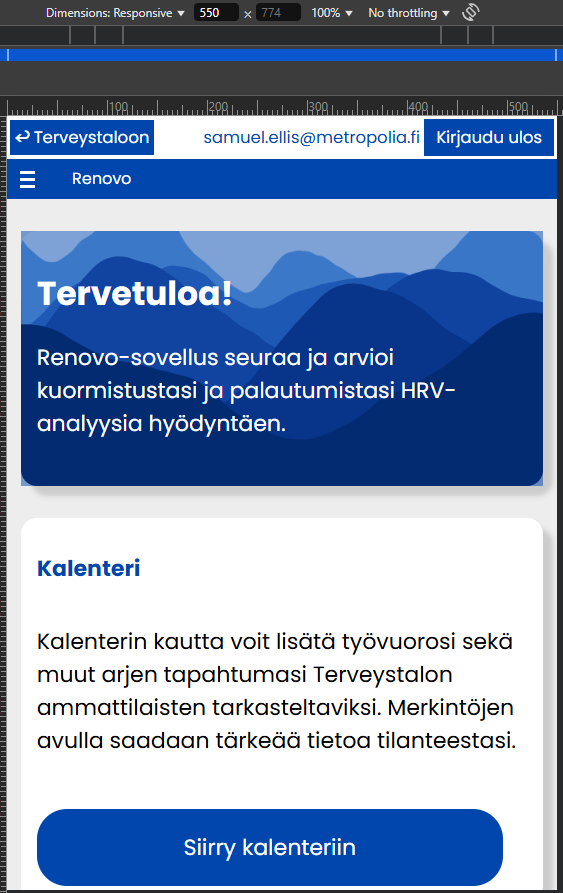 Dimensions: Responsive 550 × 774 100% No throttling
100 200 300 400 500
Terveystaloon samuel.ellis@metropolia.fi Kirjaudu ulos
Renovo
Tervetuloa!
Renovo-sovellus seuraa ja arvioi
kuormistustasi ja palautumistasi HRV-
analyysia hyödyntäen.
Kalenteri
Kalenterin kautta voit lisätä työvuorosi sekä
muut arjen tapahtumasi Terveystalon
ammattilaisten tarkasteltaviksi. Merkintöjen
avulla saadaan tärkeää tietoa tilanteestasi.
Siirry kalenteriin